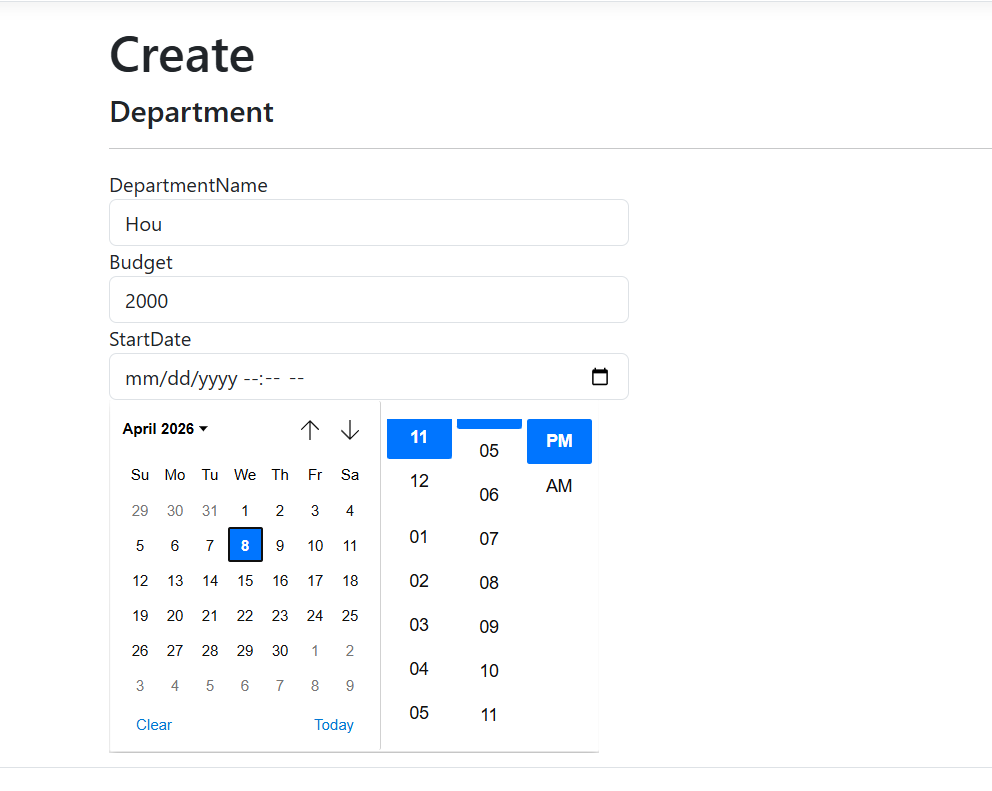 Create
Department
DepartmentName
Hou
Budget
2000
StartDate
mm/dd/yyyy --:-- --
April 2026
Su Mo Tu We Th Fr Sa
29 30 31 1 2 3 4
5 6 7 8 9 10 11
12 13 14 15 16 17 18
19 20 21 22 23 24 25
26 27 28 29 30 1 2
3 4 5 6 7 8 9
Clear Today
11 PM
05
12 AM
06
01 07
02 08
03 09
04 10
05 11